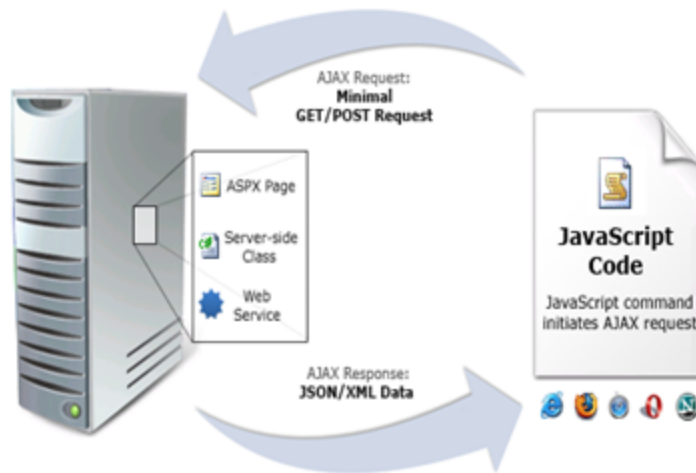 AJAX Request:
Minimal
GET/POST Request
ASPX Page
Server-side
Class
Web
Service
JavaScript
Code
JavaScript command
initiates AJAX request
AJAX Response:
JSON/XML Data